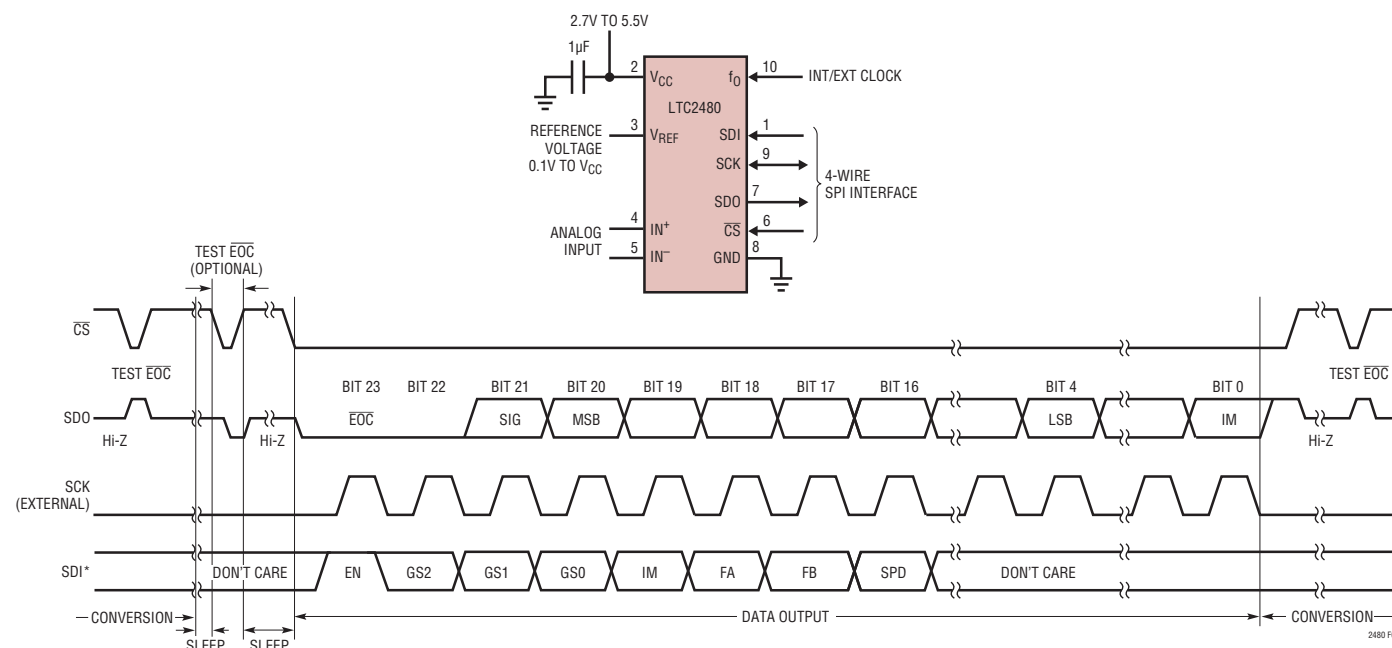 2.7V TO 5.5V
1µF
2
VCC
fO
10
INT/EXT CLOCK
LTC2480
REFERENCE
VOLTAGE
0.1V TO VCC
3
VREF
SDI
1
SCK
9
SDO
7
4-WIRE
SPI INTERFACE
ANALOG
INPUT
4
IN+
5
IN–
CS
6
GND
8
TEST EOC
(OPTIONAL)
CS
TEST EOC
BIT 23 BIT 22 BIT 21 BIT 20 BIT 19 BIT 18 BIT 17 BIT 16 BIT 4 BIT 0
TEST EOC
SDO
EOC SIG MSB LSB IM
Hi-Z Hi-Z Hi-Z
SCK
(EXTERNAL)
SDI*
DON'T CARE EN GS2 GS1 GS0 IM FA FB SPD DON'T CARE
CONVERSION DATA OUTPUT CONVERSION
SLEEP SLEEP